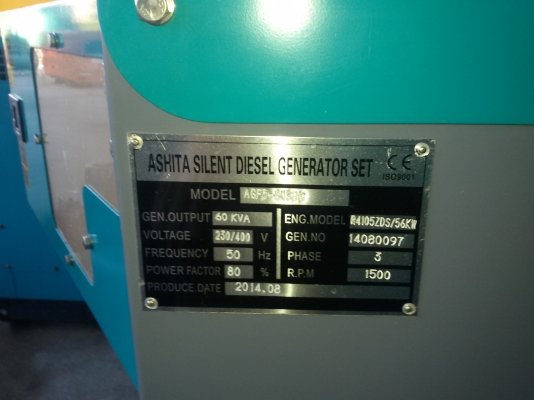 ASHITA SILENT DIESEL GENERATOR SET CE
ISO9001
MODEL
GEN.OUTPUT 60 KVA ENG.MODEL R4105ZDS/56KW
VOLTAGE 230/400 V GEN.NO 14080097
FREQUENCY 50 Hz PHASE 3
POWER FACTOR 80 % R.P.M 1500
PRODUCE.DATE 2014.08